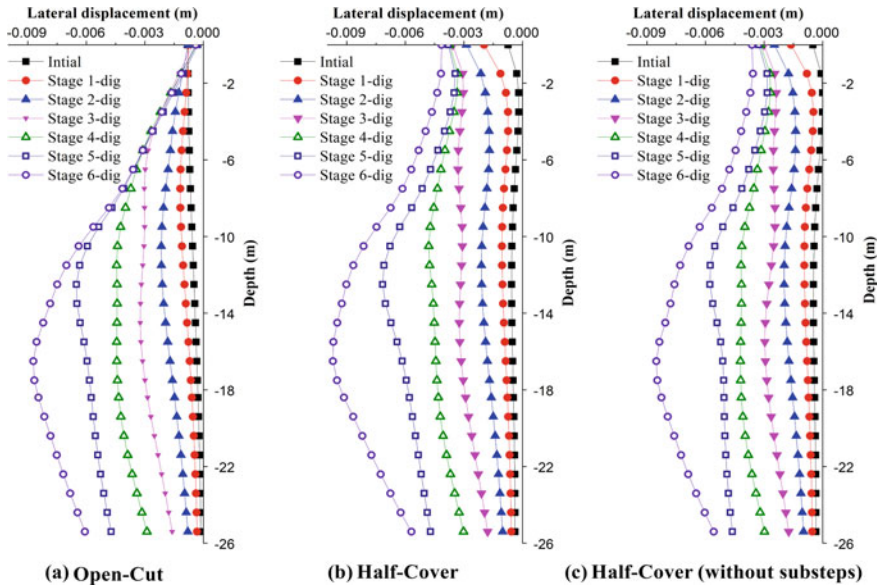 Lateral displacement (m)
-0.009 -0.006 -0.003 0.000
Intial
Stage 1-dig
Stage 2-dig
Stage 3-dig
Stage 4-dig
Stage 5-dig
Stage 6-dig
-2
-6
-10
-14
-18
-22
-26
Depth (m)
(a) Open-Cut
Lateral displacement (m)
-0.009 -0.006 -0.003 0.000
Intial
Stage 1-dig
Stage 2-dig
Stage 3-dig
Stage 4-dig
Stage 5-dig
Stage 6-dig
-2
-6
-10
-14
-18
-22
-26
Depth (m)
(b) Half-Cover
Lateral displacement (m)
-0.009 -0.006 -0.003 0.000
Intial
Stage 1-dig
Stage 2-dig
Stage 3-dig
Stage 4-dig
Stage 5-dig
Stage 6-dig
-2
-6
-10
-14
-18
-22
-26
Depth (m)
(c) Half-Cover (without substeps)